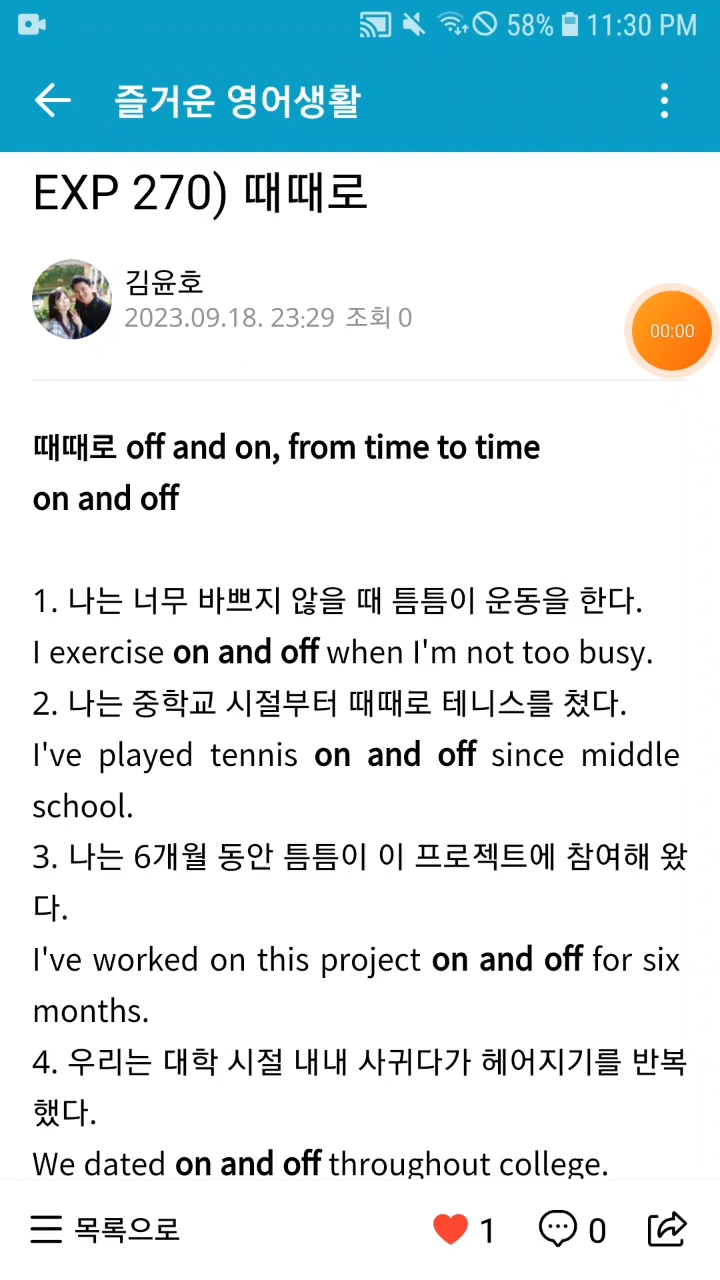 58% 11:30 PM
즐거운 영어생활
EXP 270) 때때로
김윤호
2023.09.18. 23:29 조회 0
00:00
때때로 off and on, from time to time
on and off
1. 나는 너무 바쁘지 않을 때 틈틈이 운동을 한다.
I exercise on and off when I'm not too busy.
2. 나는 중학교 시절부터 때때로 테니스를 쳤다.
I've played tennis on and off since middle
school.
3. 나는 6개월 동안 틈틈이 이 프로젝트에 참여해 왔
다.
I've worked on this project on and off for six
months.
4. 우리는 대학 시절 내내 사귀다가 헤어지기를 반복
했다.
We dated on and off throughout college.
목록으로 1 0